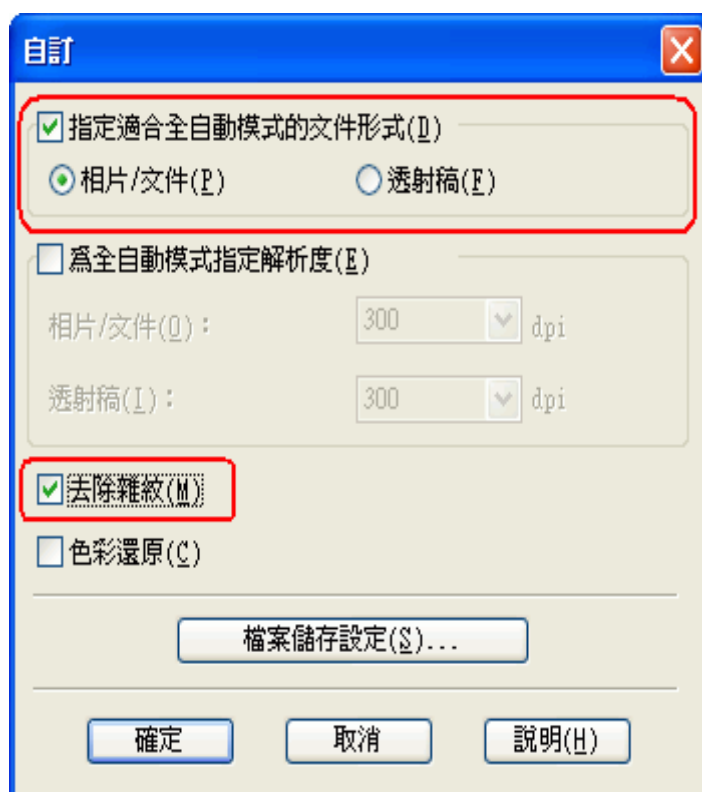 自訂
指定適合全自動模式的文件形式(D)
相片/文件(P) 透射稿(F)
爲全自動模式指定解析度(E)
相片/文件(O)： 300 dpi
透射稿(I)： 300 dpi
去除雜紋(M)
色彩還原(C)
檔案儲存設定(S)...
確定 取消 說明(H)